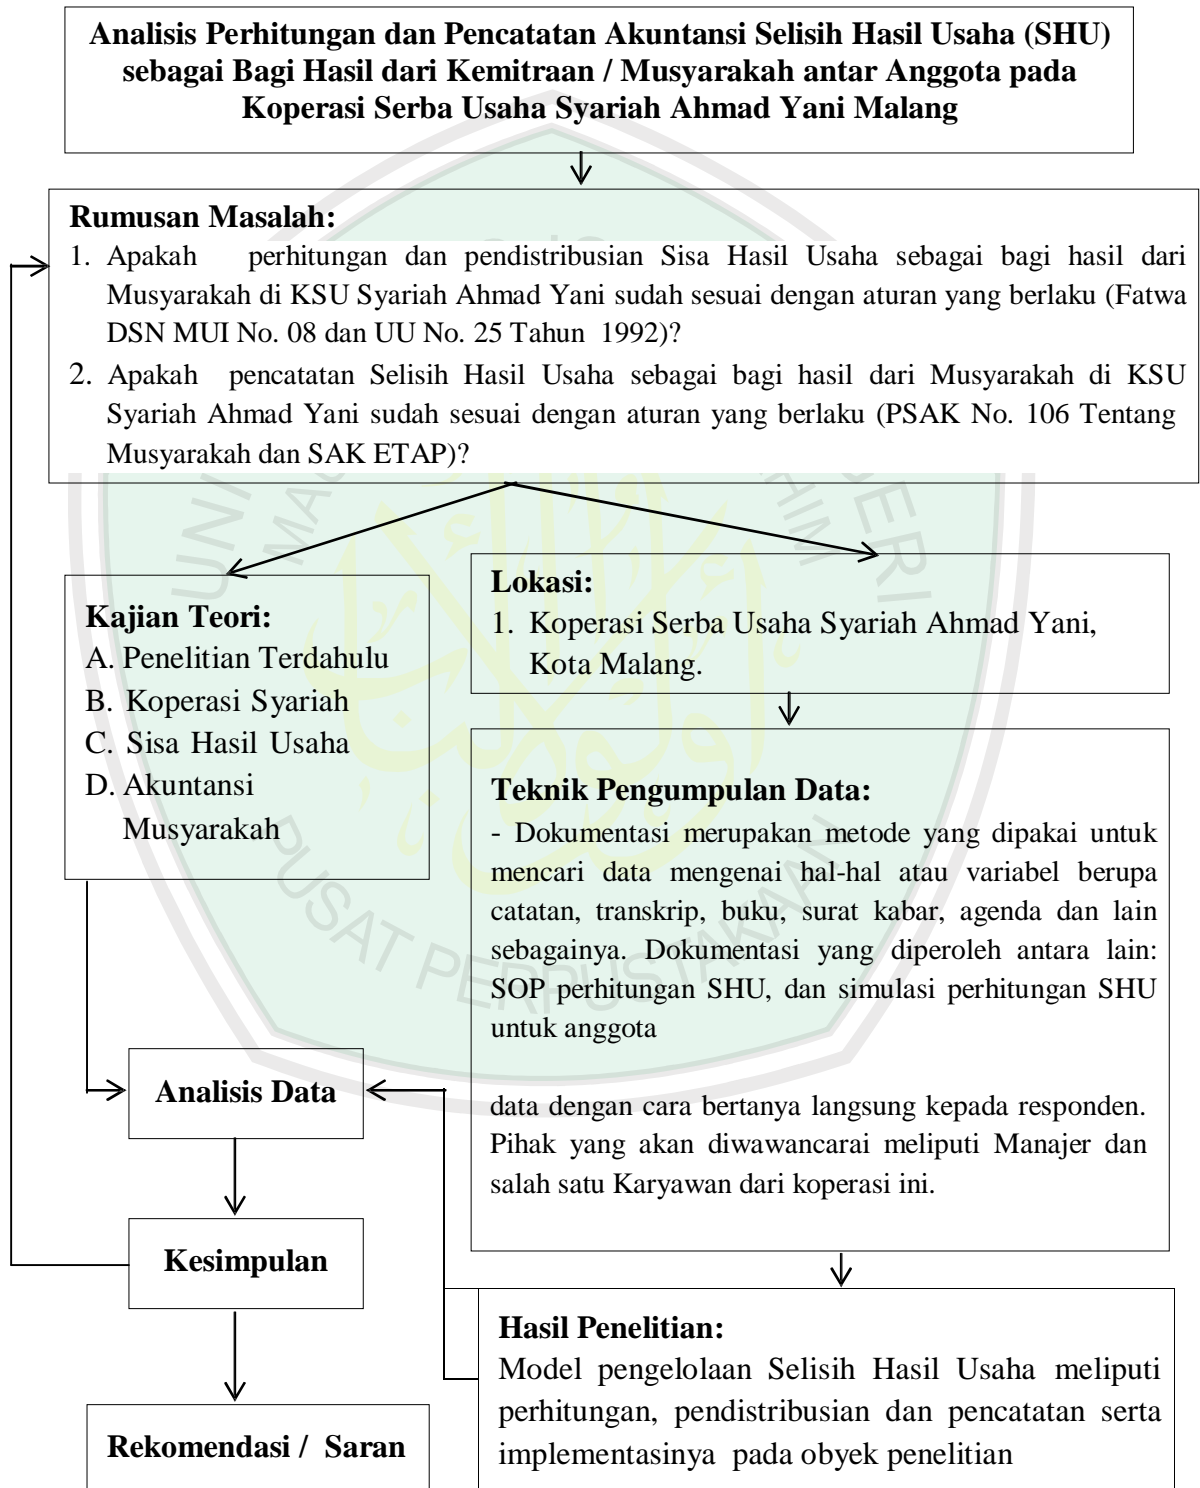 Analisis Perhitungan dan Pencatatan Akuntansi Selisih Hasil Usaha (SHU)
sebagai Bagi Hasil dari Kemitraan / Musyarakah antar Anggota pada
Koperasi Serba Usaha Syariah Ahmad Yani Malang
Rumusan Masalah:
1. Apakah perhitungan dan pendistribusian Sisa Hasil Usaha sebagai bagi hasil dari
Musyarakah di KSU Syariah Ahmad Yani sudah sesuai dengan aturan yang berlaku (Fatwa
DSN MUI No. 08 dan UU No. 25 Tahun 1992)?
2. Apakah pencatatan Selisih Hasil Usaha sebagai bagi hasil dari Musyarakah di KSU
Syariah Ahmad Yani sudah sesuai dengan aturan yang berlaku (PSAK No. 106 Tentang
Musyarakah dan SAK ETAP)?
Kajian Teori:
A. Penelitian Terdahulu
B. Koperasi Syariah
C. Sisa Hasil Usaha
D. Akuntansi
Musyarakah
Lokasi:
1. Koperasi Serba Usaha Syariah Ahmad Yani,
Kota Malang.
Teknik Pengumpulan Data:
- Dokumentasi merupakan metode yang dipakai untuk
mencari data mengenai hal-hal atau variabel berupa
catatan, transkrip, buku, surat kabar, agenda dan lain
sebagainya. Dokumentasi yang diperoleh antara lain:
SOP perhitungan SHU, dan simulasi perhitungan SHU
untuk anggota
data dengan cara bertanya langsung kepada responden.
Pihak yang akan diwawancarai meliputi Manajer dan
salah satu Karyawan dari koperasi ini.
Analisis Data
Kesimpulan
Rekomendasi / Saran
Hasil Penelitian:
Model pengelolaan Selisih Hasil Usaha meliputi
perhitungan, pendistribusian dan pencatatan serta
implementasinya pada obyek penelitian
PUSAT PERPUSTAKAAN